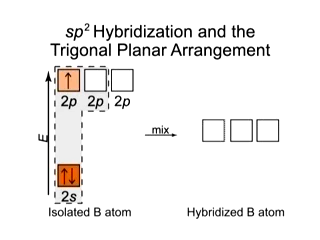 sp² Hybridization and the
Trigonal Planar Arrangement
2p 2p 2p
mix
E
2s
Isolated B atom
Hybridized B atom